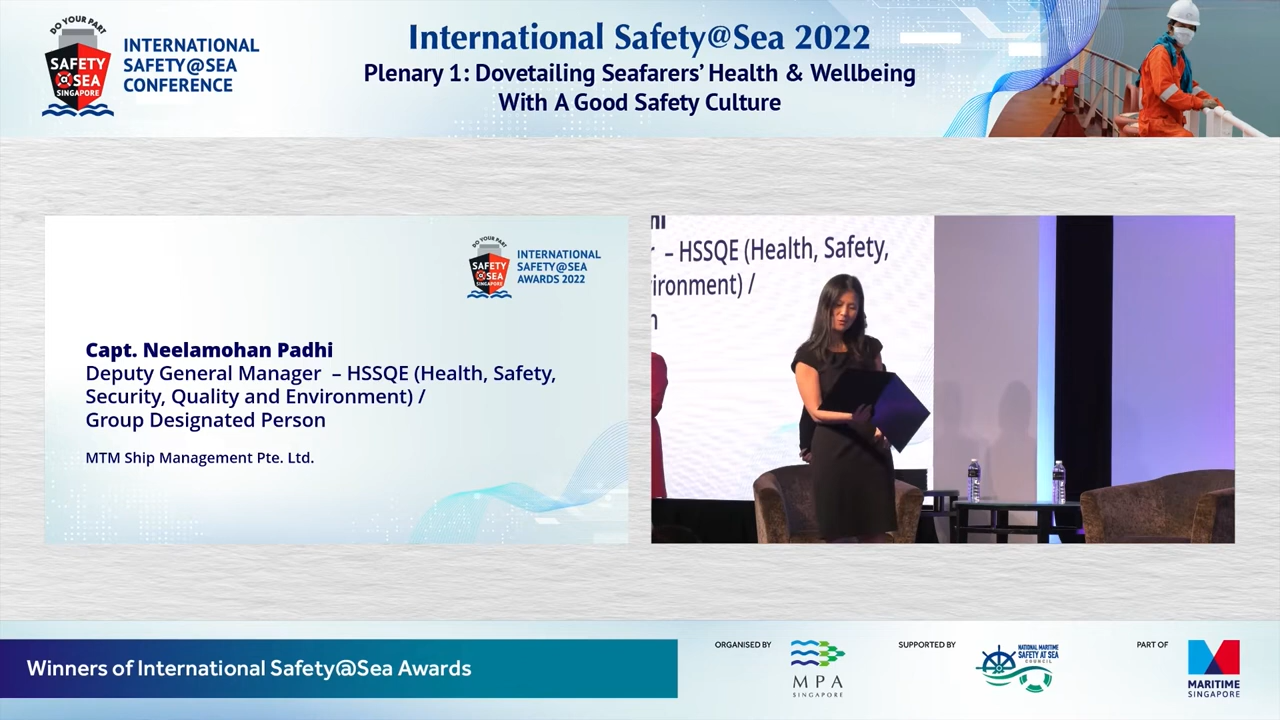 DO YOUR PART
SAFETY
@SEA
SINGAPORE
INTERNATIONAL
SAFETY@SEA
CONFERENCE
International Safety@Sea 2022
Plenary 1: Dovetailing Seafarers’ Health & Wellbeing
With A Good Safety Culture
DO YOUR PART
SAFETY
@SEA
SINGAPORE
INTERNATIONAL
SAFETY@SEA
AWARDS 2022
Capt. Neelamohan Padhi
Deputy General Manager – HSSQE (Health, Safety,
Security, Quality and Environment) /
Group Designated Person
MTM Ship Management Pte. Ltd.
– HSSQE (Health, Safety,
ironment) /
Winners of International Safety@Sea Awards
ORGANISED BY
MPA
SINGAPORE
SUPPORTED BY
NATIONAL MARITIME
SAFETY AT SEA
COUNCIL
PART OF
MARITIME
SINGAPORE